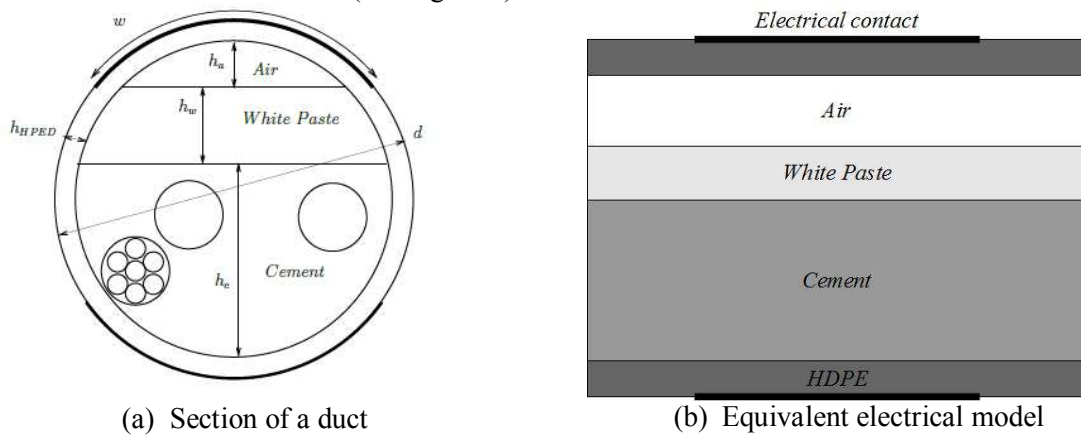 w
h_a
Air
h_w
White Paste
h_HPED
d
h_e
Cement
(a) Section of a duct
Electrical contact
Air
White Paste
Cement
HDPE
(b) Equivalent electrical model